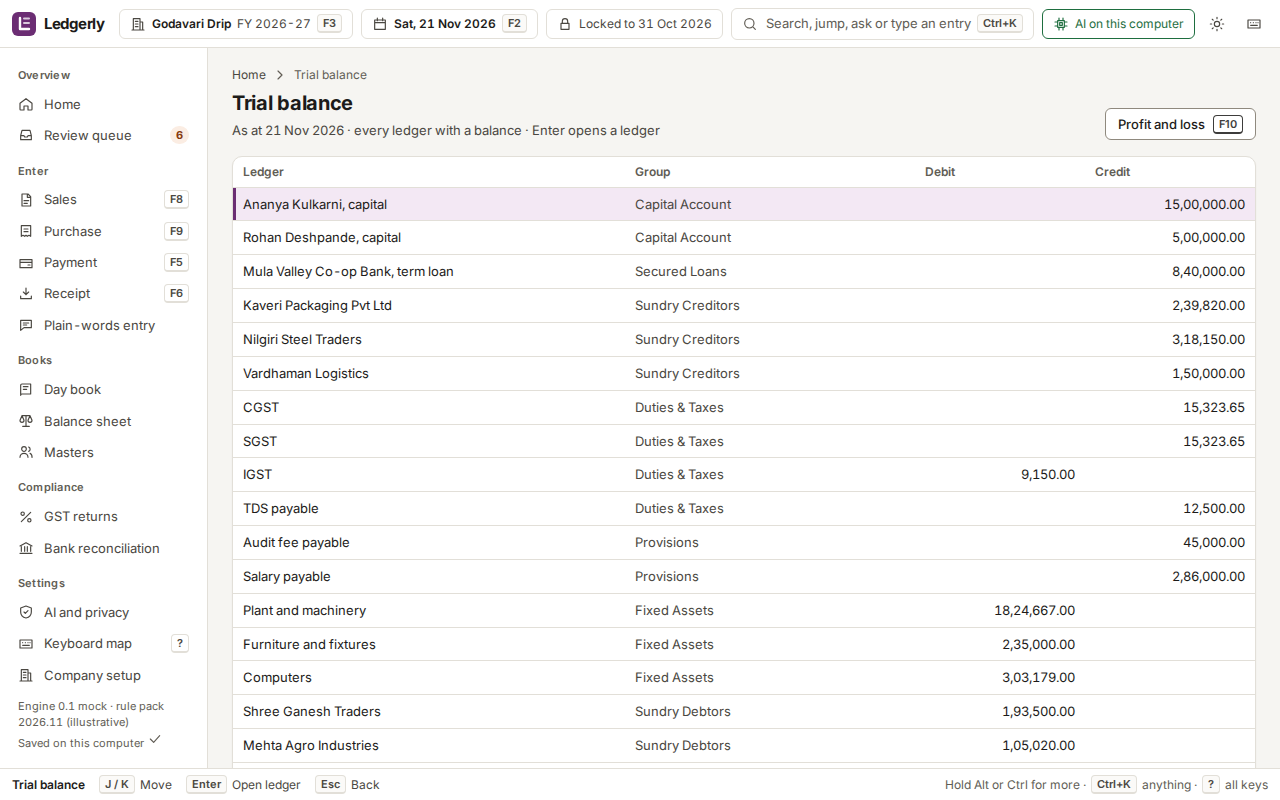 Ledgerly
Godavari Drip FY 2026-27 F3
Sat, 21 Nov 2026 F2
Locked to 31 Oct 2026
Search, jump, ask or type an entry Ctrl+K
AI on this computer
Overview
Home
Review queue 6
Enter
Sales F8
Purchase F9
Payment F5
Receipt F6
Plain-words entry
Books
Day book
Balance sheet
Masters
Compliance
GST returns
Bank reconciliation
Settings
AI and privacy
Keyboard map ?
Company setup
Engine 0.1 mock · rule pack
2026.11 (illustrative)
Saved on this computer
Home > Trial balance
Trial balance
As at 21 Nov 2026 · every ledger with a balance · Enter opens a ledger
Profit and loss F10
Ledger Group Debit Credit
Ananya Kulkarni, capital Capital Account 15,00,000.00
Rohan Deshpande, capital Capital Account 5,00,000.00
Mula Valley Co-op Bank, term loan Secured Loans 8,40,000.00
Kaveri Packaging Pvt Ltd Sundry Creditors 2,39,820.00
Nilgiri Steel Traders Sundry Creditors 3,18,150.00
Vardhaman Logistics Sundry Creditors 1,50,000.00
CGST Duties & Taxes 15,323.65
SGST Duties & Taxes 15,323.65
IGST Duties & Taxes 9,150.00
TDS payable Duties & Taxes 12,500.00
Audit fee payable Provisions 45,000.00
Salary payable Provisions 2,86,000.00
Plant and machinery Fixed Assets 18,24,667.00
Furniture and fixtures Fixed Assets 2,35,000.00
Computers Fixed Assets 3,03,179.00
Shree Ganesh Traders Sundry Debtors 1,93,500.00
Mehta Agro Industries Sundry Debtors 1,05,020.00
Trial balance J / K Move Enter Open ledger Esc Back
Hold Alt or Ctrl for more · Ctrl+K anything · ? all keys